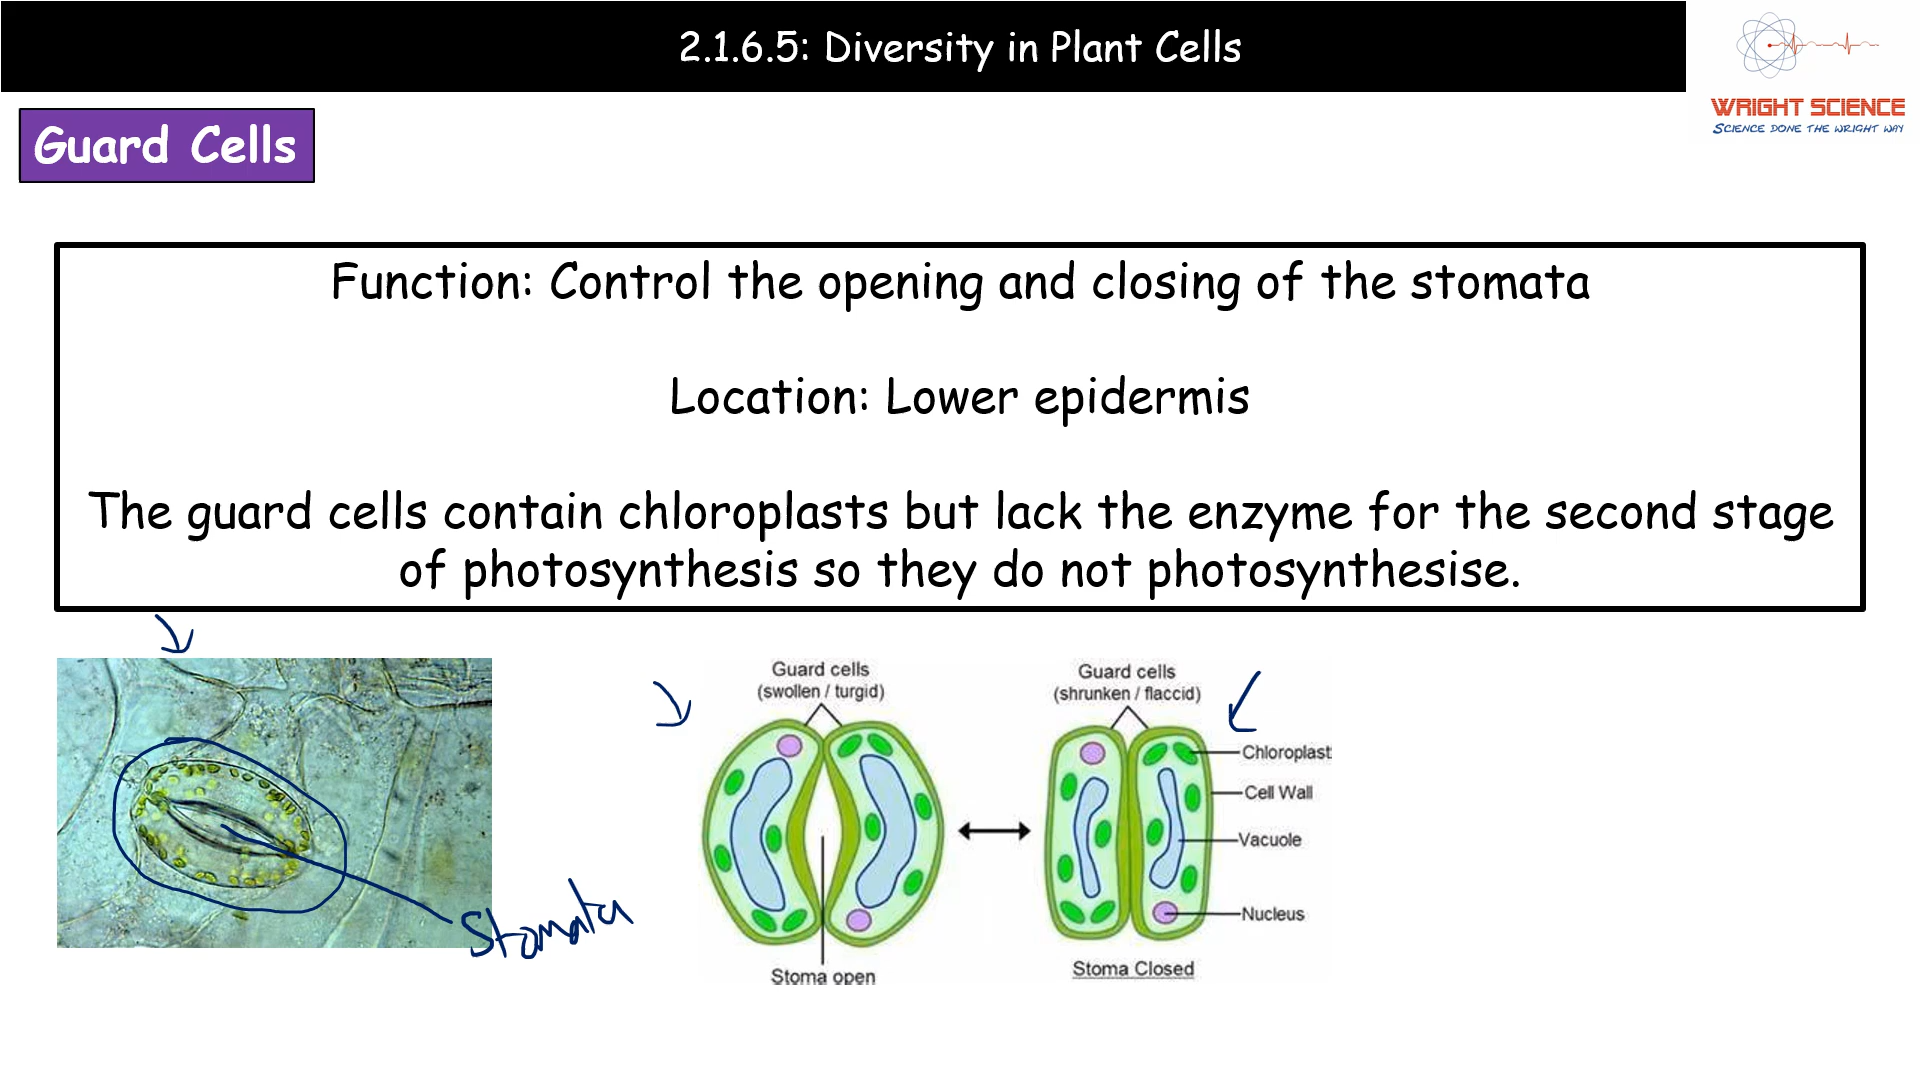 2.1.6.5: Diversity in Plant Cells
WRIGHT SCIENCE
SCIENCE DONE THE WRIGHT WAY
Guard Cells
Function: Control the opening and closing of the stomata
Location: Lower epidermis
The guard cells contain chloroplasts but lack the enzyme for the second stage
of photosynthesis so they do not photosynthesise.
Stomata
Guard cells
(swollen / turgid)
Stoma open
Guard cells
(shrunken / flaccid)
Chloroplast
Cell Wall
Vacuole
Nucleus
Stoma Closed